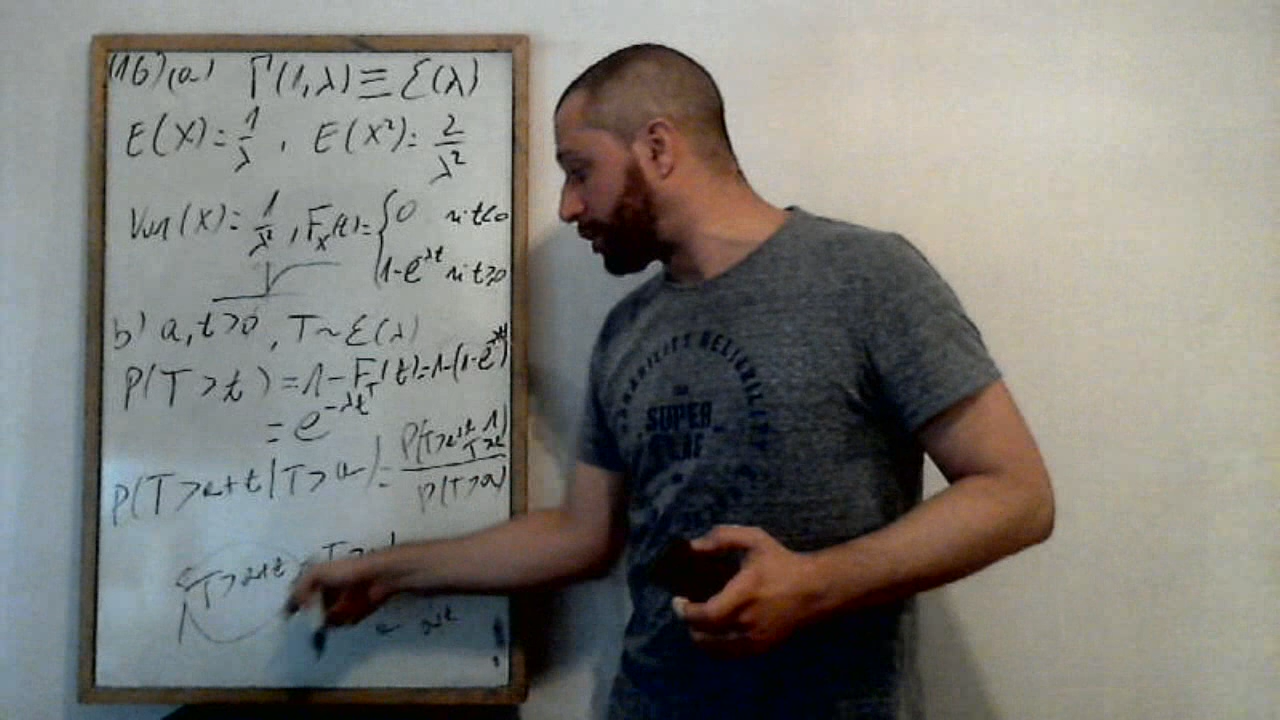 (16)(a) Γ(1,λ) ≡ Ɛ(λ)
E(X)=1/λ , E(X²)=2/λ²
Var(X)=1/λ² , F_X(t)={0 si t<0
1-e^-λt si t≥0
b) a,t>0 , T~Ɛ(λ)
P(T>t)=1-F_T(t)=1-(1-e^-λt)
=e^-λt
P(T>a+t|T>a)=P(T>a+t ∩ T>a)/P(T>a)
T>a+t
SUPER